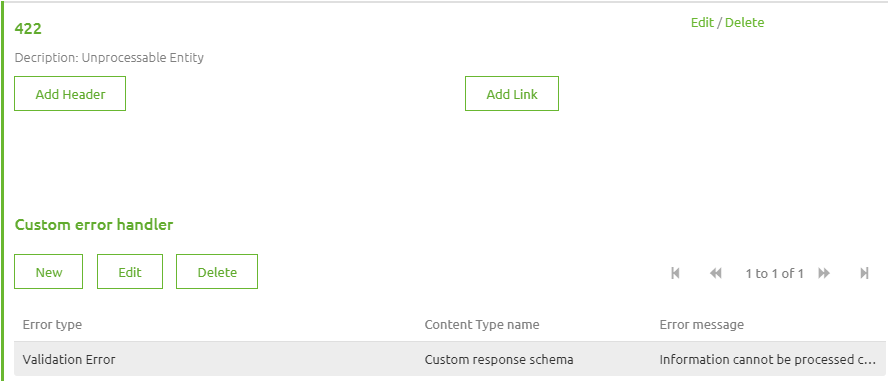 422
Edit / Delete
Decription: Unprocessable Entity
Add Header
Add Link
Custom error handler
New
Edit
Delete
1 to 1 of 1
Error type
Content Type name
Error message
Validation Error
Custom response schema
Information cannot be processed c...